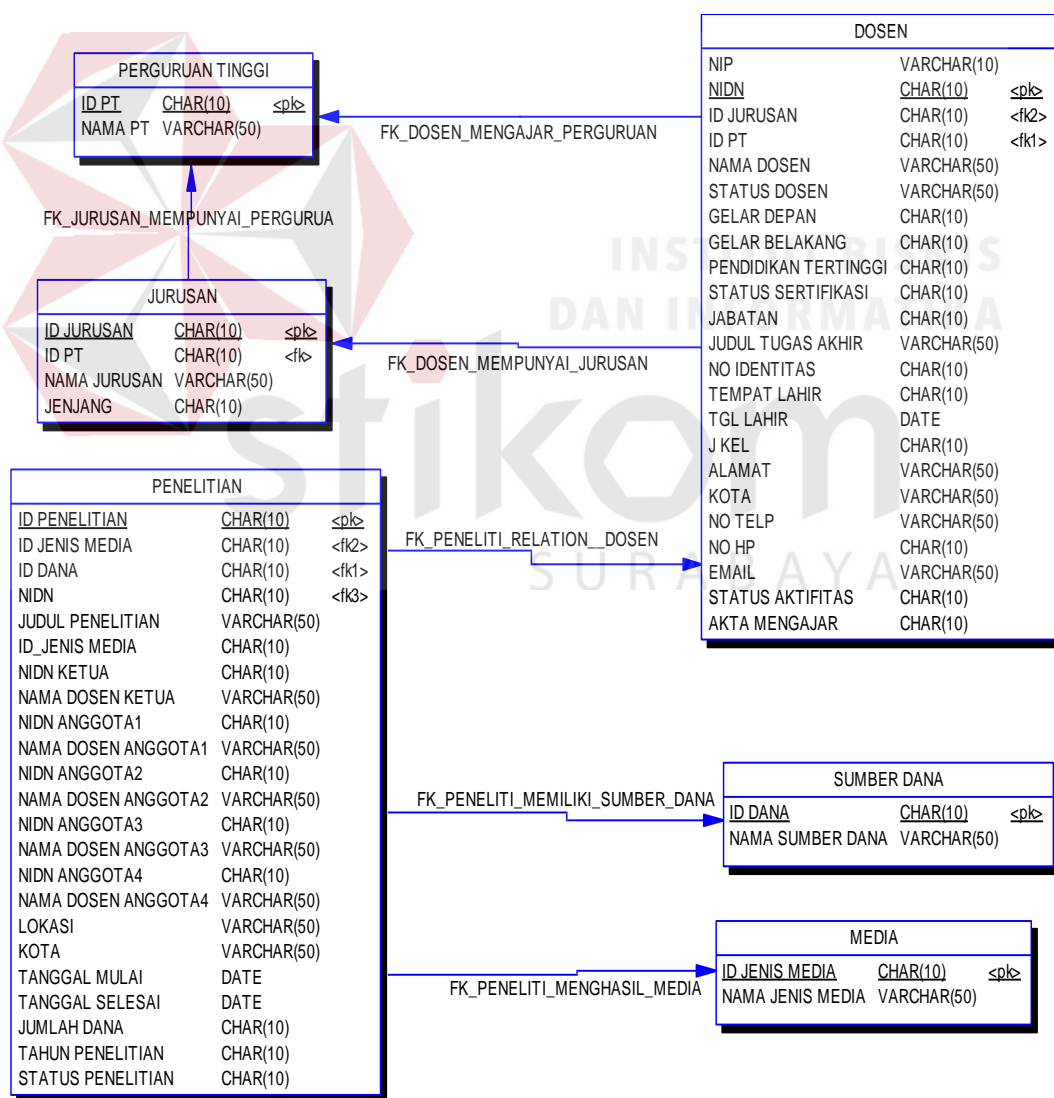 PERGURUAN TINGGI
ID PT CHAR(10) <pk>
NAMA PT VARCHAR(50)
FK_DOSEN_MENGAJAR_PERGURUAN
FK_JURUSAN_MEMPUNYAI_PERGURUA
JURUSAN
ID JURUSAN CHAR(10) <pk>
ID PT CHAR(10) <fk>
NAMA JURUSAN VARCHAR(50)
JENJANG CHAR(10)
FK_DOSEN_MEMPUNYAI_JURUSAN
DOSEN
NIP VARCHAR(10)
NIDN CHAR(10) <pk>
ID JURUSAN CHAR(10) <fk2>
ID PT CHAR(10) <fk1>
NAMA DOSEN VARCHAR(50)
STATUS DOSEN VARCHAR(50)
GELAR DEPAN CHAR(10)
GELAR BELAKANG CHAR(10)
PENDIDIKAN TERTINGGI CHAR(10)
STATUS SERTIFIKASI CHAR(10)
JABATAN CHAR(10)
JUDUL TUGAS AKHIR VARCHAR(50)
NO IDENTITAS CHAR(10)
TEMPAT LAHIR CHAR(10)
TGL LAHIR DATE
J KEL CHAR(10)
ALAMAT VARCHAR(50)
KOTA VARCHAR(50)
NO TELP VARCHAR(50)
NO HP CHAR(10)
EMAIL VARCHAR(50)
STATUS AKTIFITAS CHAR(10)
AKTA MENGAJAR CHAR(10)
INSTITUT BISNIS
DAN INFORMATIKA
stikom
SURABAYA
PENELITIAN
ID PENELITIAN CHAR(10) <pk>
ID JENIS MEDIA CHAR(10) <fk2>
ID DANA CHAR(10) <fk1>
NIDN CHAR(10) <fk3>
JUDUL PENELITIAN VARCHAR(50)
ID_JENIS MEDIA CHAR(10)
NIDN KETUA CHAR(10)
NAMA DOSEN KETUA VARCHAR(50)
NIDN ANGGOTA1 CHAR(10)
NAMA DOSEN ANGGOTA1 VARCHAR(50)
NIDN ANGGOTA2 CHAR(10)
NAMA DOSEN ANGGOTA2 VARCHAR(50)
NIDN ANGGOTA3 CHAR(10)
NAMA DOSEN ANGGOTA3 VARCHAR(50)
NIDN ANGGOTA4 CHAR(10)
NAMA DOSEN ANGGOTA4 VARCHAR(50)
LOKASI VARCHAR(50)
KOTA VARCHAR(50)
TANGGAL MULAI DATE
TANGGAL SELESAI DATE
JUMLAH DANA CHAR(10)
TAHUN PENELITIAN CHAR(10)
STATUS PENELITIAN CHAR(10)
FK_PENELITI_RELATION__DOSEN
FK_PENELITI_MEMILIKI_SUMBER_DANA
SUMBER DANA
ID DANA CHAR(10) <pk>
NAMA SUMBER DANA VARCHAR(50)
FK_PENELITI_MENGHASIL_MEDIA
MEDIA
ID JENIS MEDIA CHAR(10) <pk>
NAMA JENIS MEDIA VARCHAR(50)